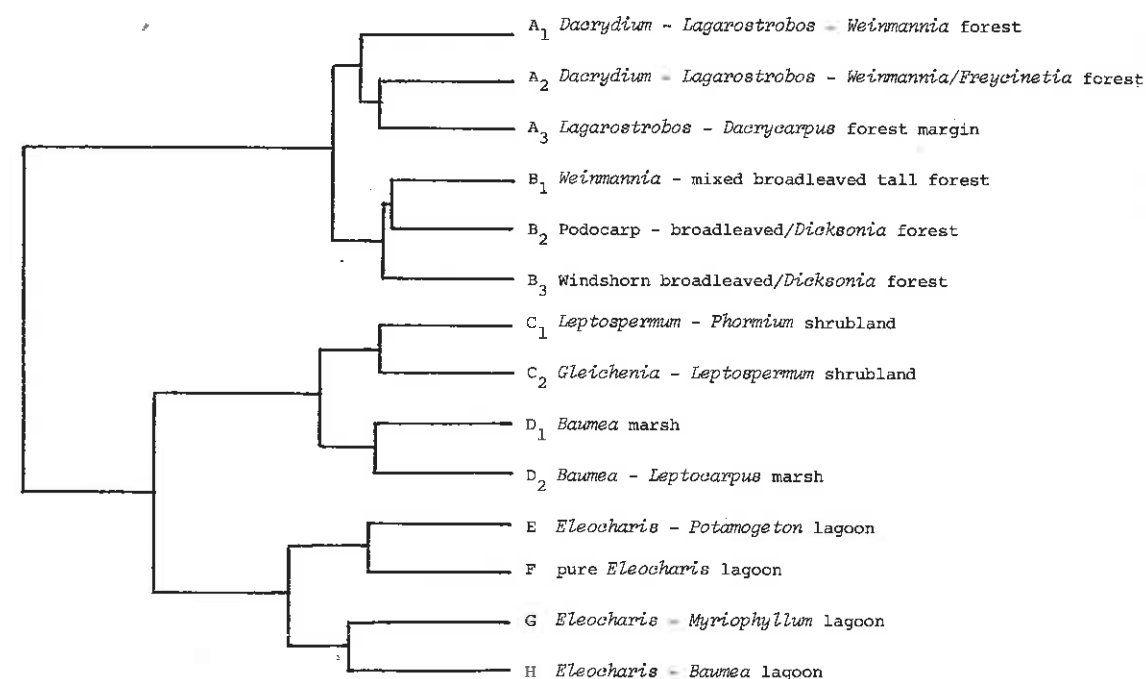 A1 Dacrydium - Lagarostrobos - Weinmannia forest
A2 Dacrydium - Lagarostrobos - Weinmannia/Freycinetia forest
A3 Lagarostrobos - Dacrycarpus forest margin
B1 Weinmannia - mixed broadleaved tall forest
B2 Podocarp - broadleaved/Dicksonia forest
B3 Windshorn broadleaved/Dicksonia forest
C1 Leptospermum - Phormium shrubland
C2 Gleichenia - Leptospermum shrubland
D1 Baumea marsh
D2 Baumea - Leptocarpus marsh
E Eleocharis - Potamogeton lagoon
F pure Eleocharis lagoon
G Eleocharis - Myriophyllum lagoon
H Eleocharis - Baumea lagoon